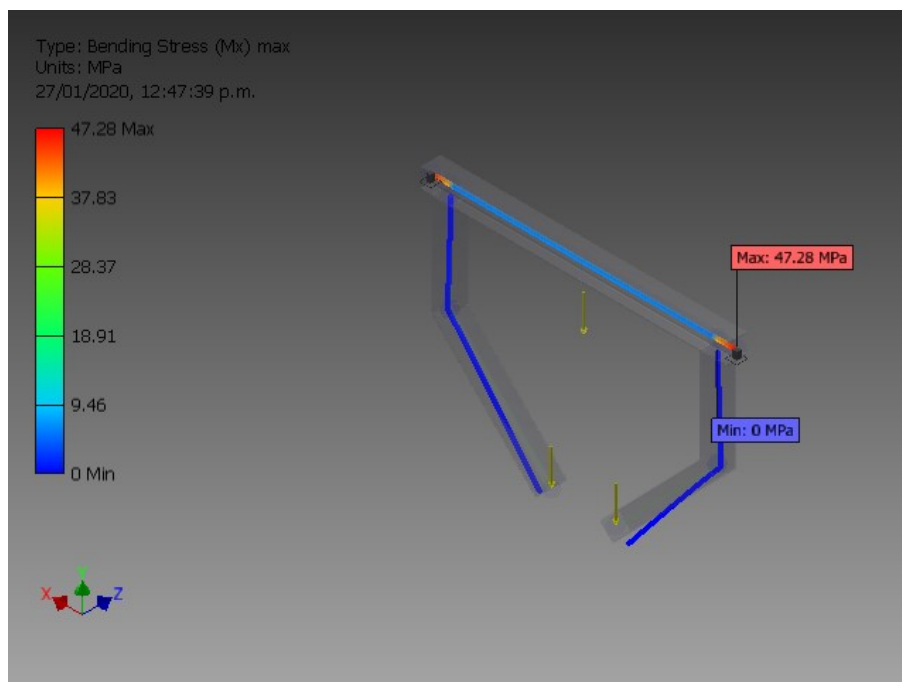 Type: Bending Stress (Mx) max
Units: MPa
27/01/2020, 12:47:39 p.m.
47.28 Max
37.83
28.37
18.91
9.46
0 Min
Max: 47.28 MPa
Min: 0 MPa
Y
X
Z